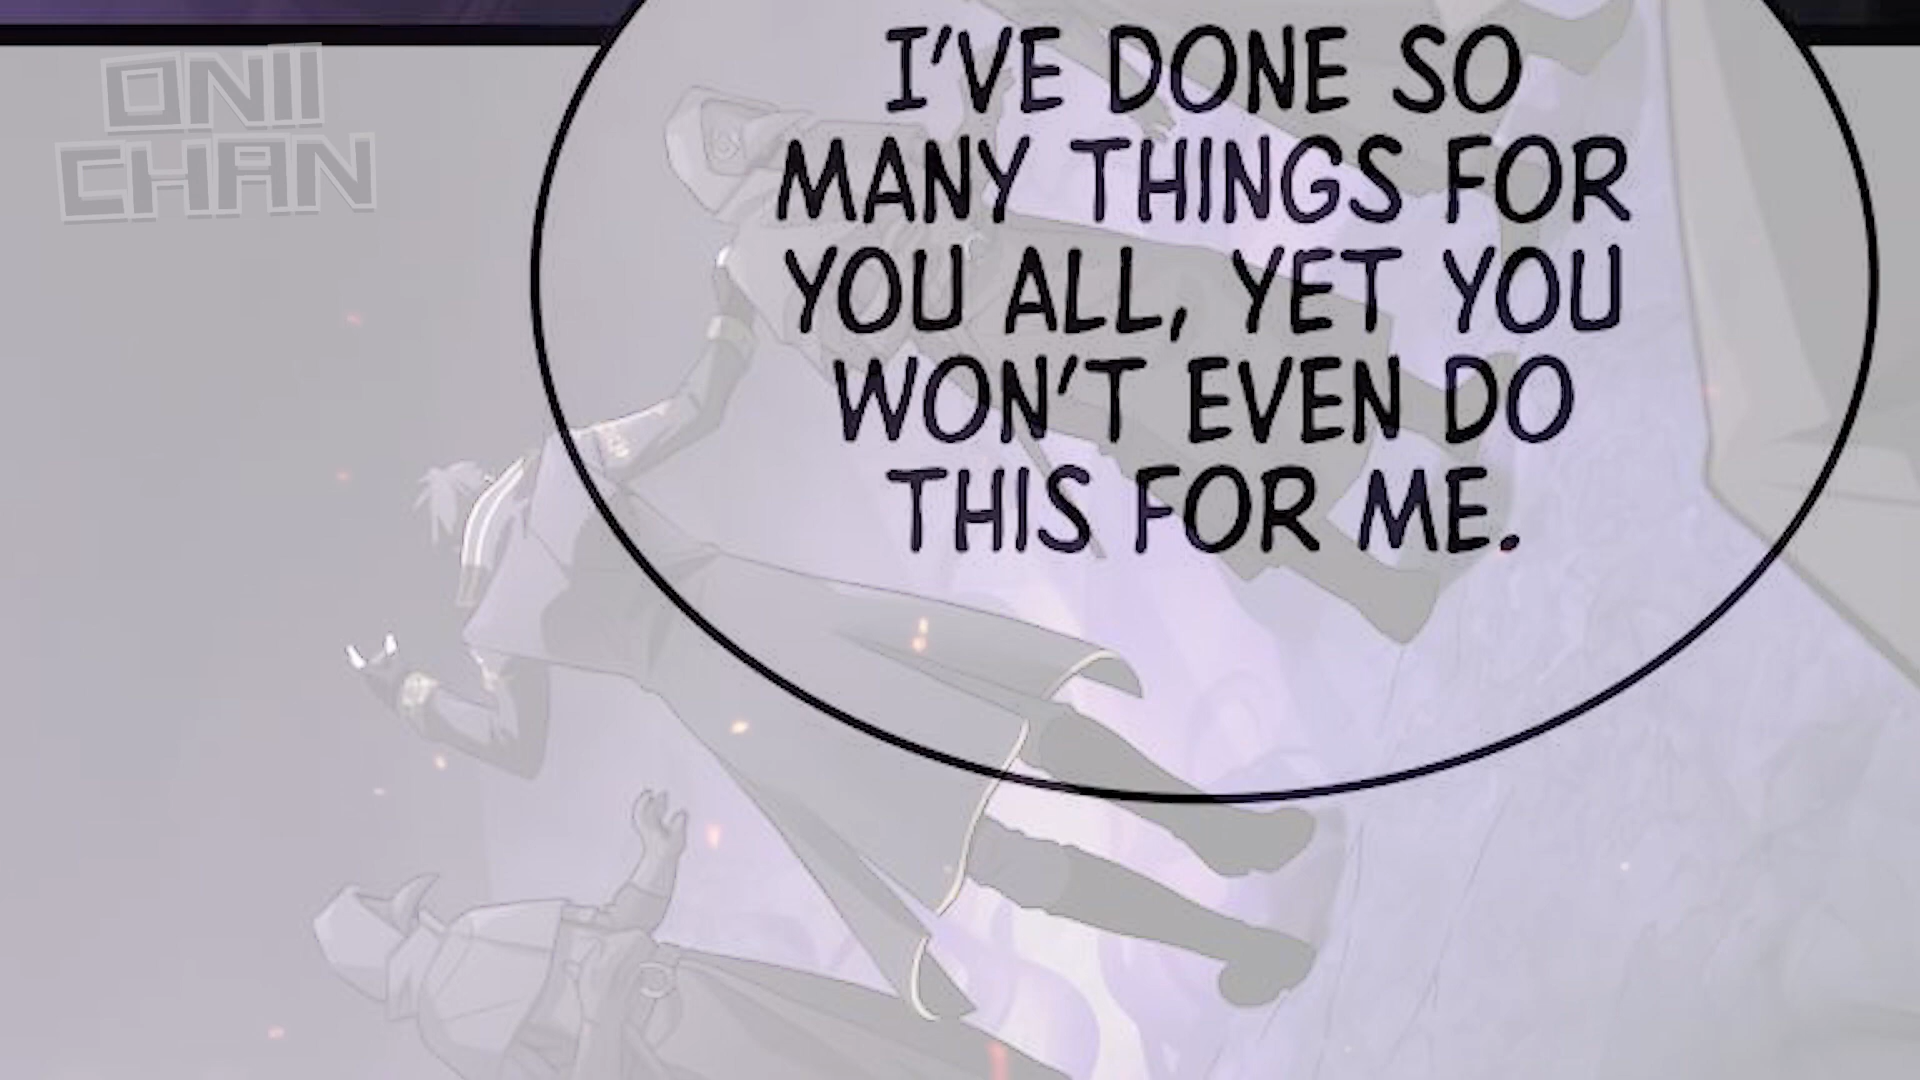 ONII
CHAN
I'VE DONE SO
MANY THINGS FOR
YOU ALL, YET YOU
WON'T EVEN DO
THIS FOR ME.